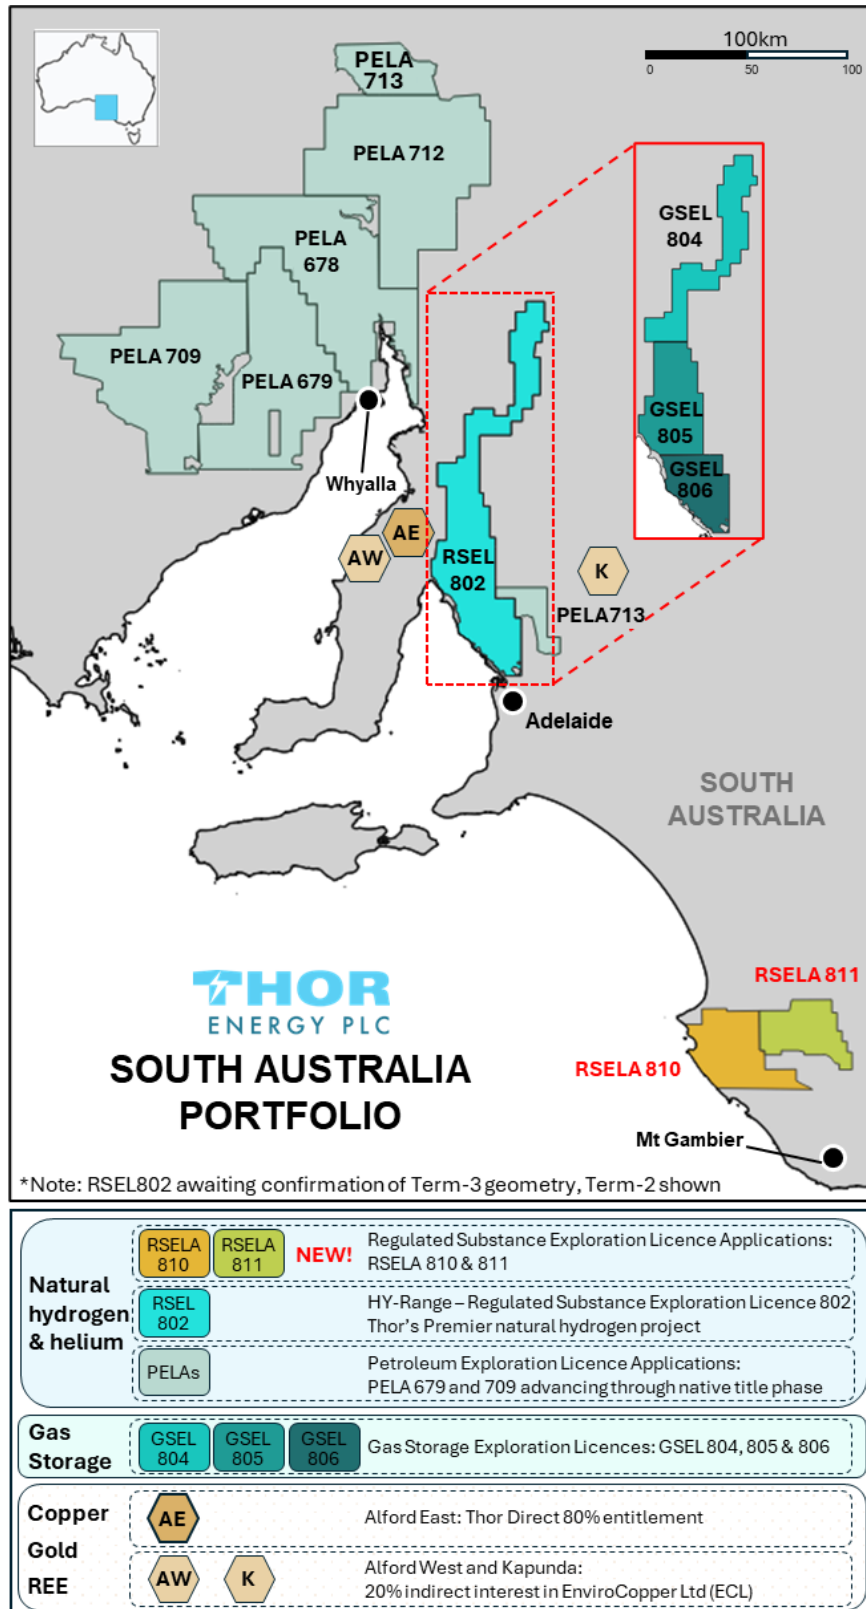 100km
0 50 100
PELA
713
PELA 712
PELA
678
PELA 709
PELA 679
Whyalla
GSEL
804
GSEL
805
GSEL
806
AE
AW
RSEL
802
K
PELA713
Adelaide
SOUTH
AUSTRALIA
THOR
ENERGY PLC
SOUTH AUSTRALIA
PORTFOLIO
RSELA 811
RSELA 810
Mt Gambier
*Note: RSEL802 awaiting confirmation of Term-3 geometry, Term-2 shown
Natural
hydrogen
& helium
RSELA
810
RSELA
811
NEW!
Regulated Substance Exploration Licence Applications:
RSELA 810 & 811
RSEL
802
HY-Range – Regulated Substance Exploration Licence 802
Thor's Premier natural hydrogen project
PELAs
Petroleum Exploration Licence Applications:
PELA 679 and 709 advancing through native title phase
Gas
Storage
GSEL
804
GSEL
805
GSEL
806
Gas Storage Exploration Licences: GSEL 804, 805 & 806
Copper
Gold
REE
AE
Alford East: Thor Direct 80% entitlement
AW
K
Alford West and Kapunda:
20% indirect interest in EnviroCopper Ltd (ECL)